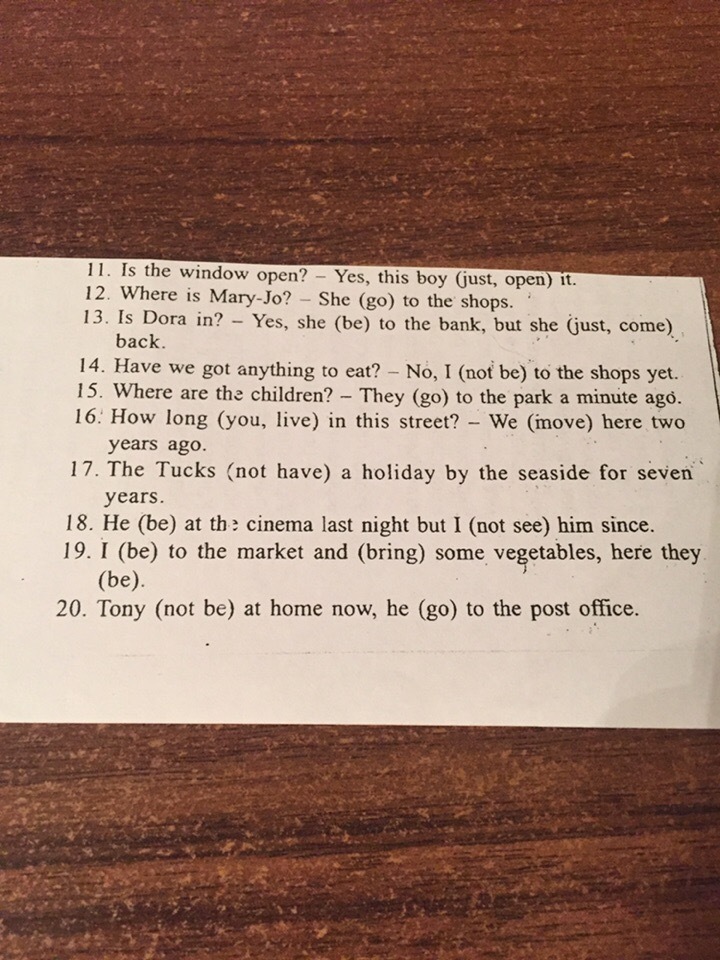 11. Is the window open? – Yes, this boy (just, open) it.
12. Where is Mary-Jo? – She (go) to the shops.
13. Is Dora in? – Yes, she (be) to the bank, but she (just, come)
back.
14. Have we got anything to eat? – No, I (not be) to the shops yet.
15. Where are the children? – They (go) to the park a minute ago.
16. How long (you, live) in this street? – We (move) here two
years ago.
17. The Tucks (not have) a holiday by the seaside for seven
years.
18. He (be) at the cinema last night but I (not see) him since.
19. I (be) to the market and (bring) some vegetables, here they
(be).
20. Tony (not be) at home now, he (go) to the post office.